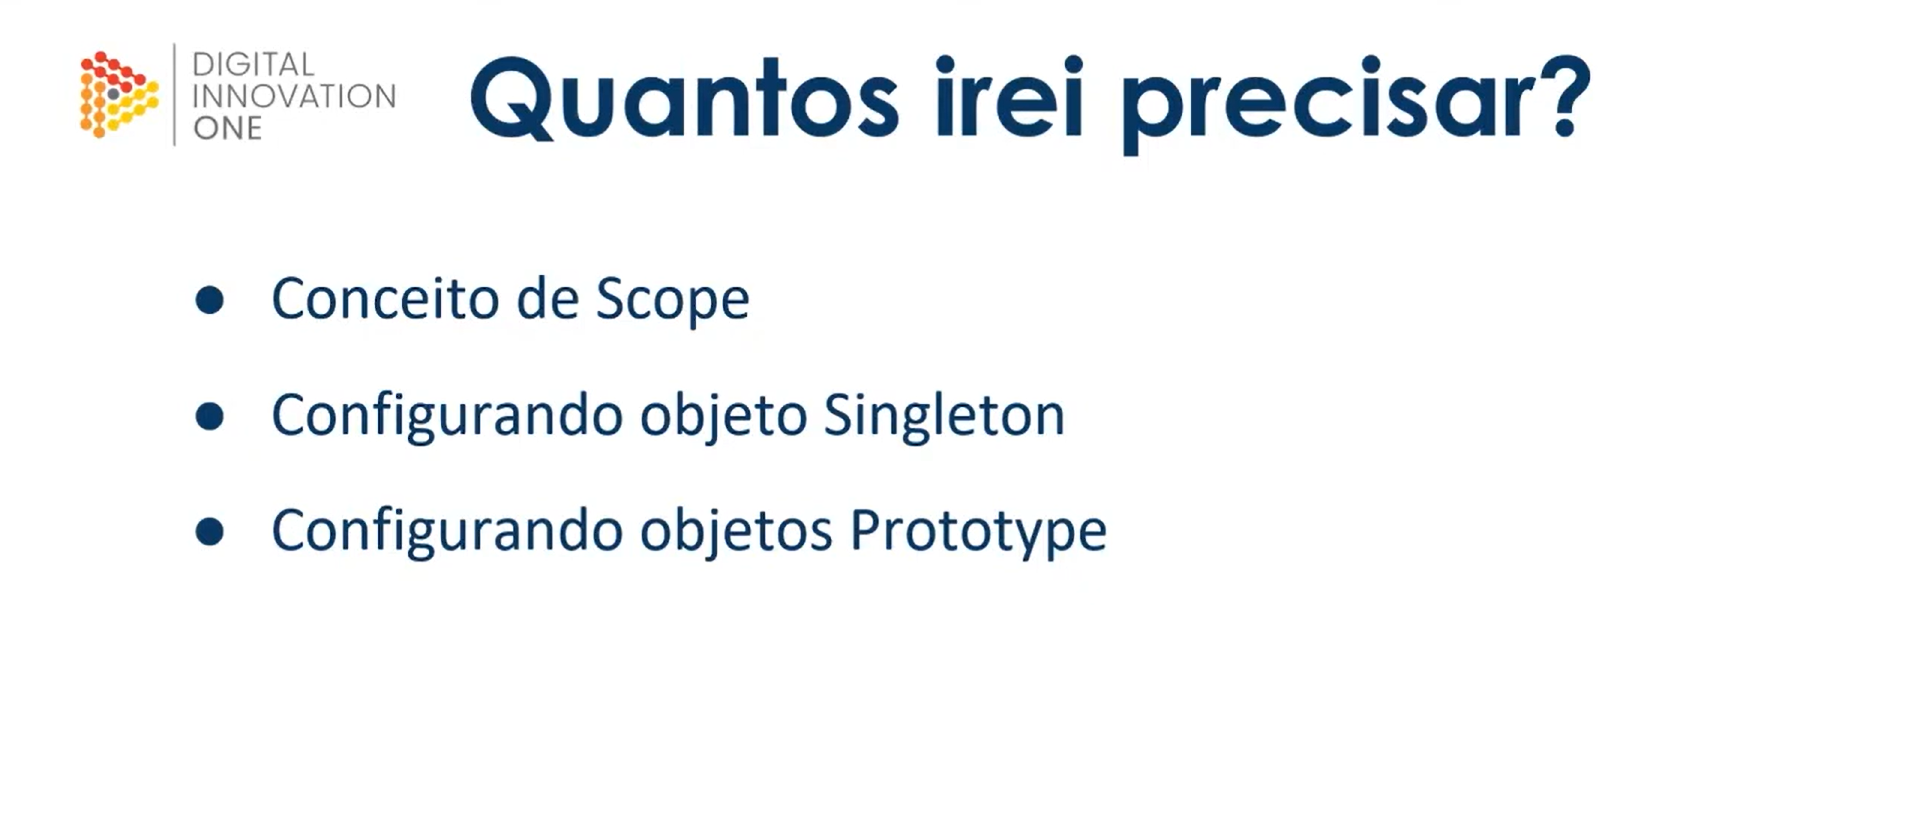 DIGITAL
INNOVATION
ONE
Quantos irei precisar?
● Conceito de Scope
● Configurando objeto Singleton
● Configurando objetos Prototype